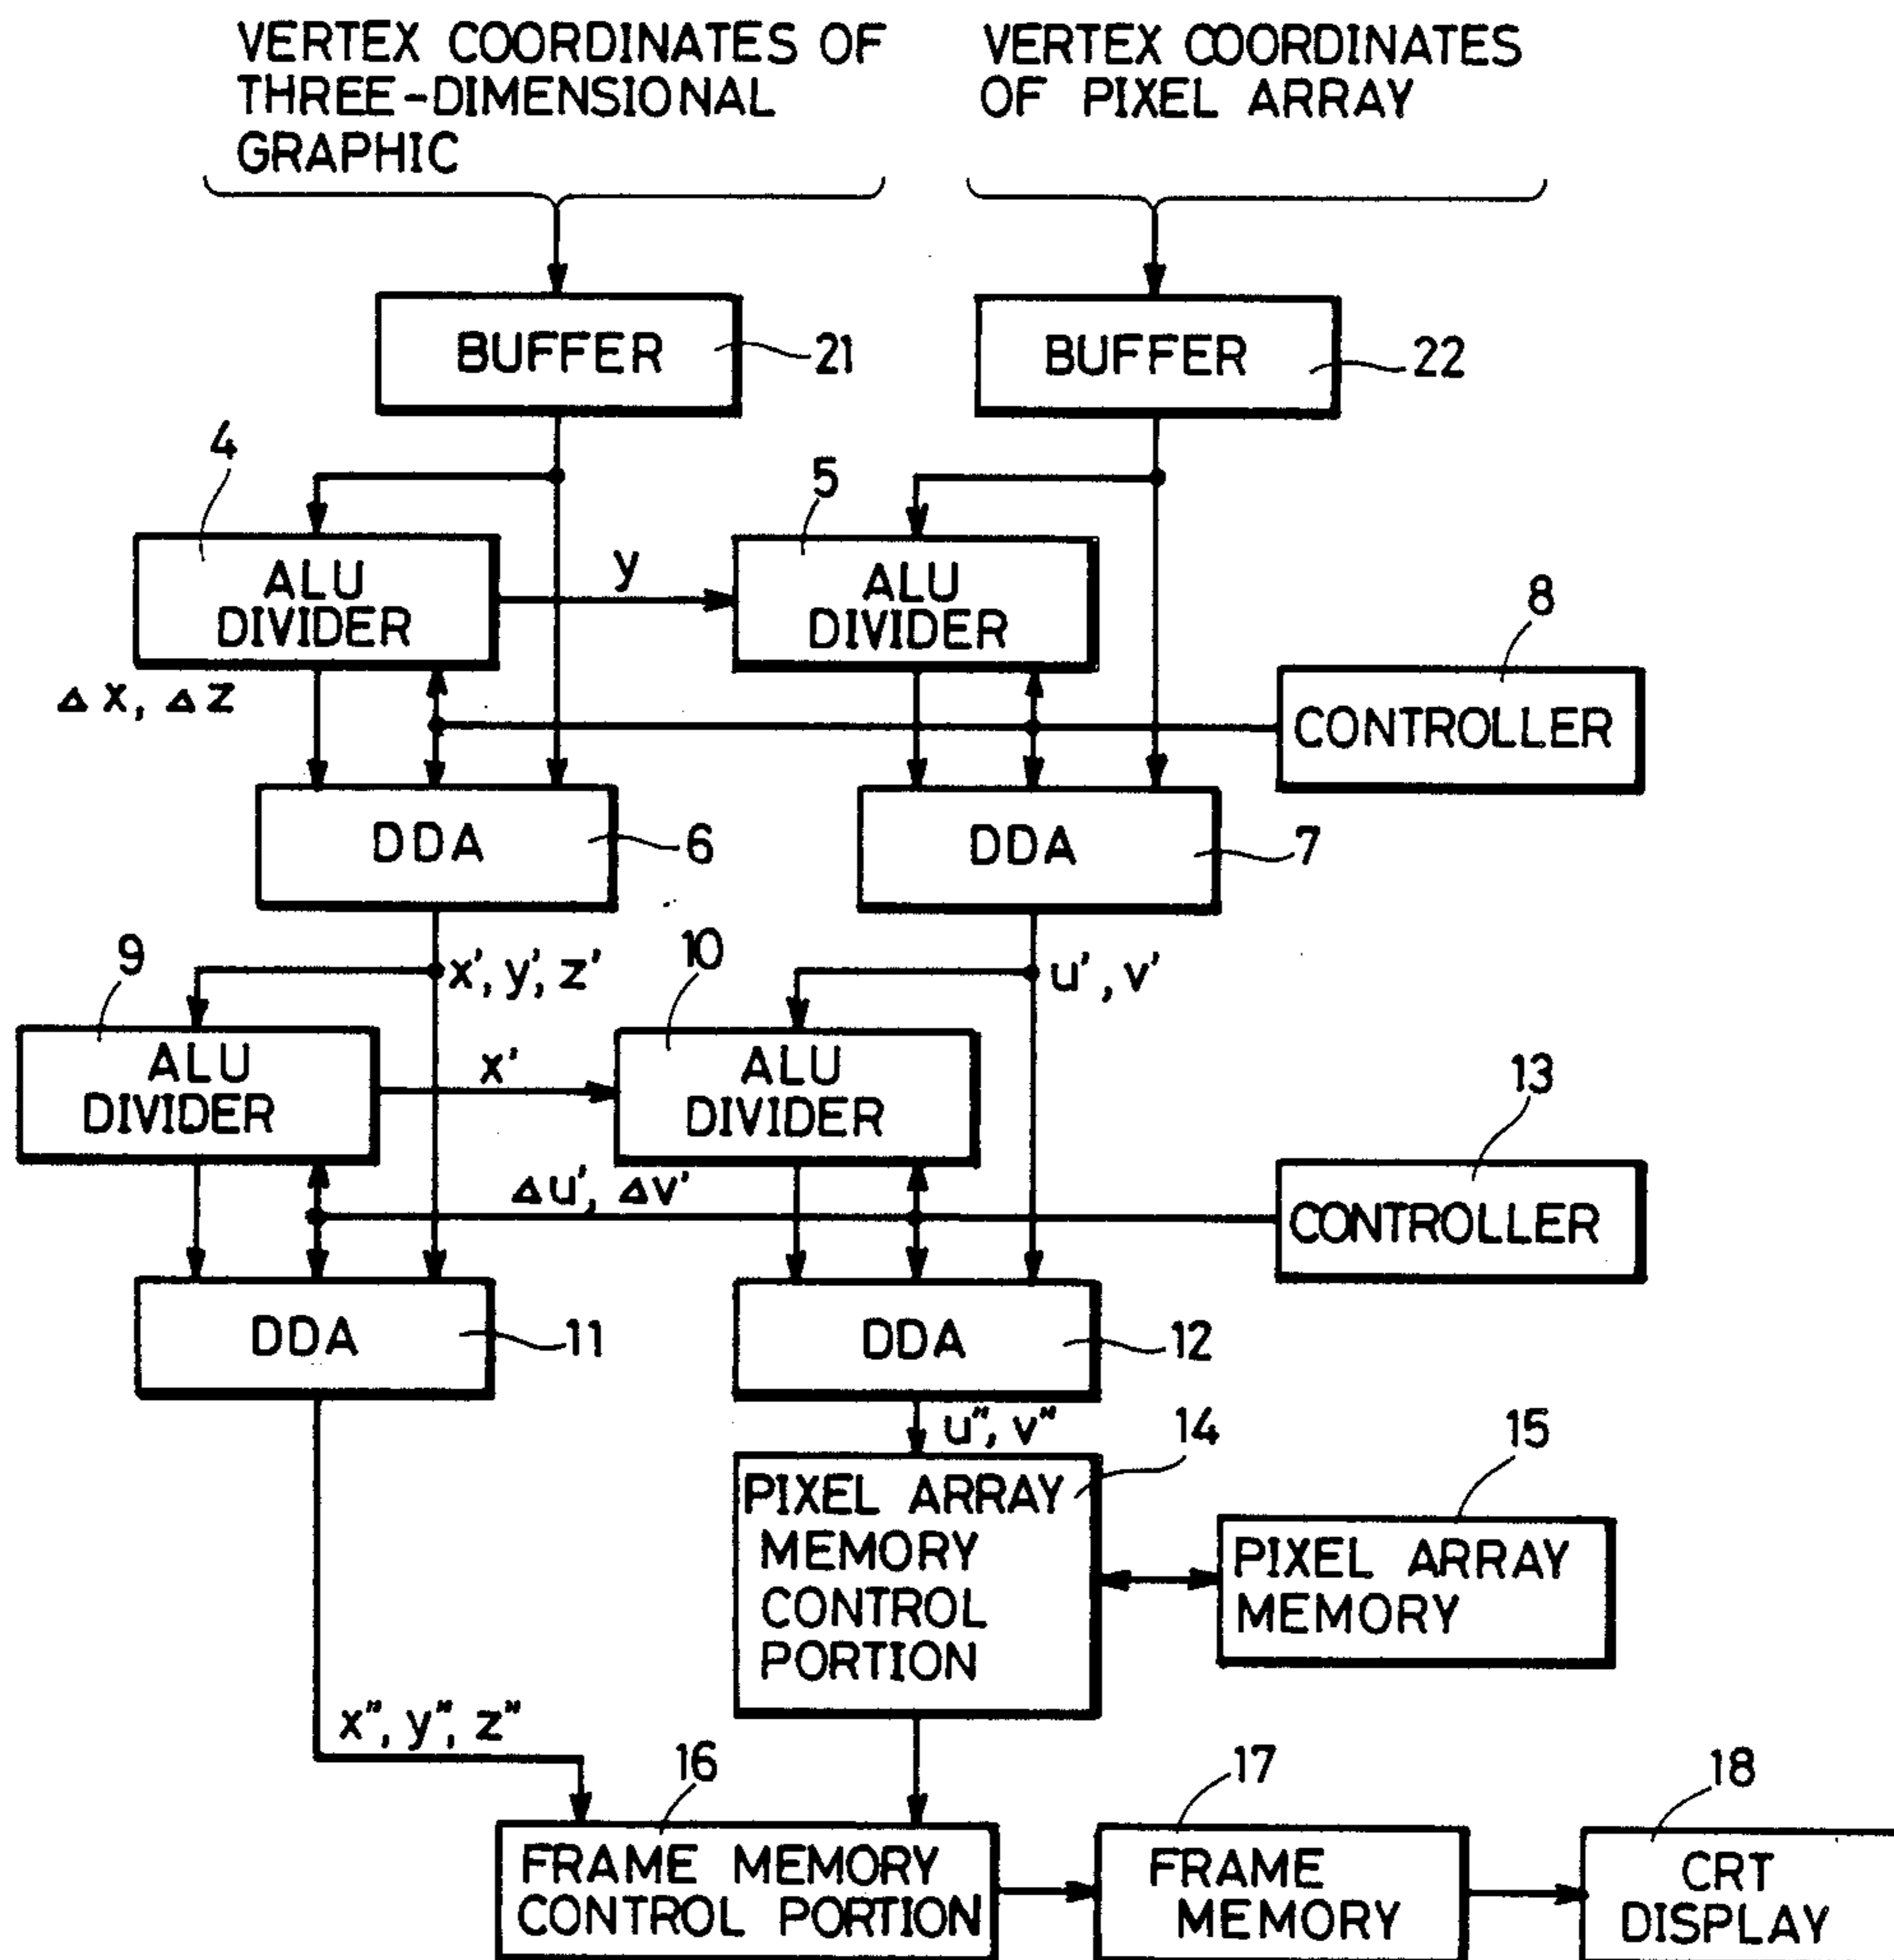 VERTEX COORDINATES OF
THREE-DIMENSIONAL
GRAPHIC
VERTEX COORDINATES
OF PIXEL ARRAY
BUFFER
21
BUFFER
22
4
5
ALU
DIVIDER
y
ALU
DIVIDER
8
Δx, Δz
CONTROLLER
DDA
6
DDA
7
9
x', y', z'
10
u', v'
ALU
DIVIDER
x'
ALU
DIVIDER
13
Δu', Δv'
CONTROLLER
DDA
11
DDA
12
u", v"
14
15
PIXEL ARRAY
MEMORY
CONTROL
PORTION
PIXEL ARRAY
MEMORY
x", y", z"
16
17
18
FRAME MEMORY
CONTROL PORTION
FRAME
MEMORY
CRT
DISPLAY